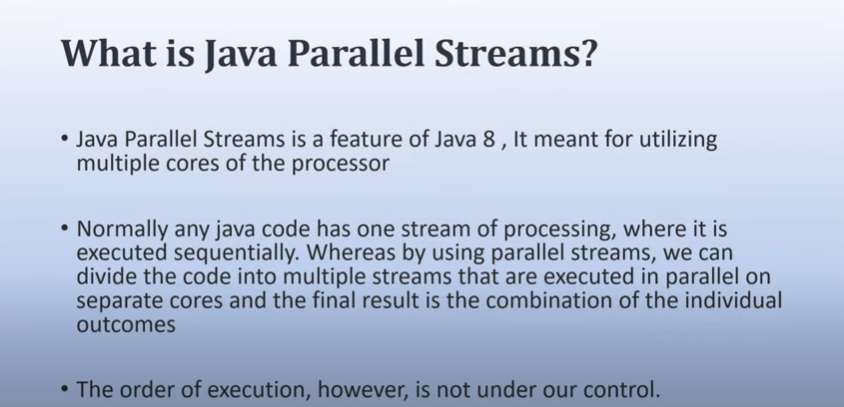 What is Java Parallel Streams?
• Java Parallel Streams is a feature of Java 8 , It meant for utilizing
multiple cores of the processor
• Normally any java code has one stream of processing, where it is
executed sequentially. Whereas by using parallel streams, we can
divide the code into multiple streams that are executed in parallel on
separate cores and the final result is the combination of the individual
outcomes
• The order of execution, however, is not under our control.